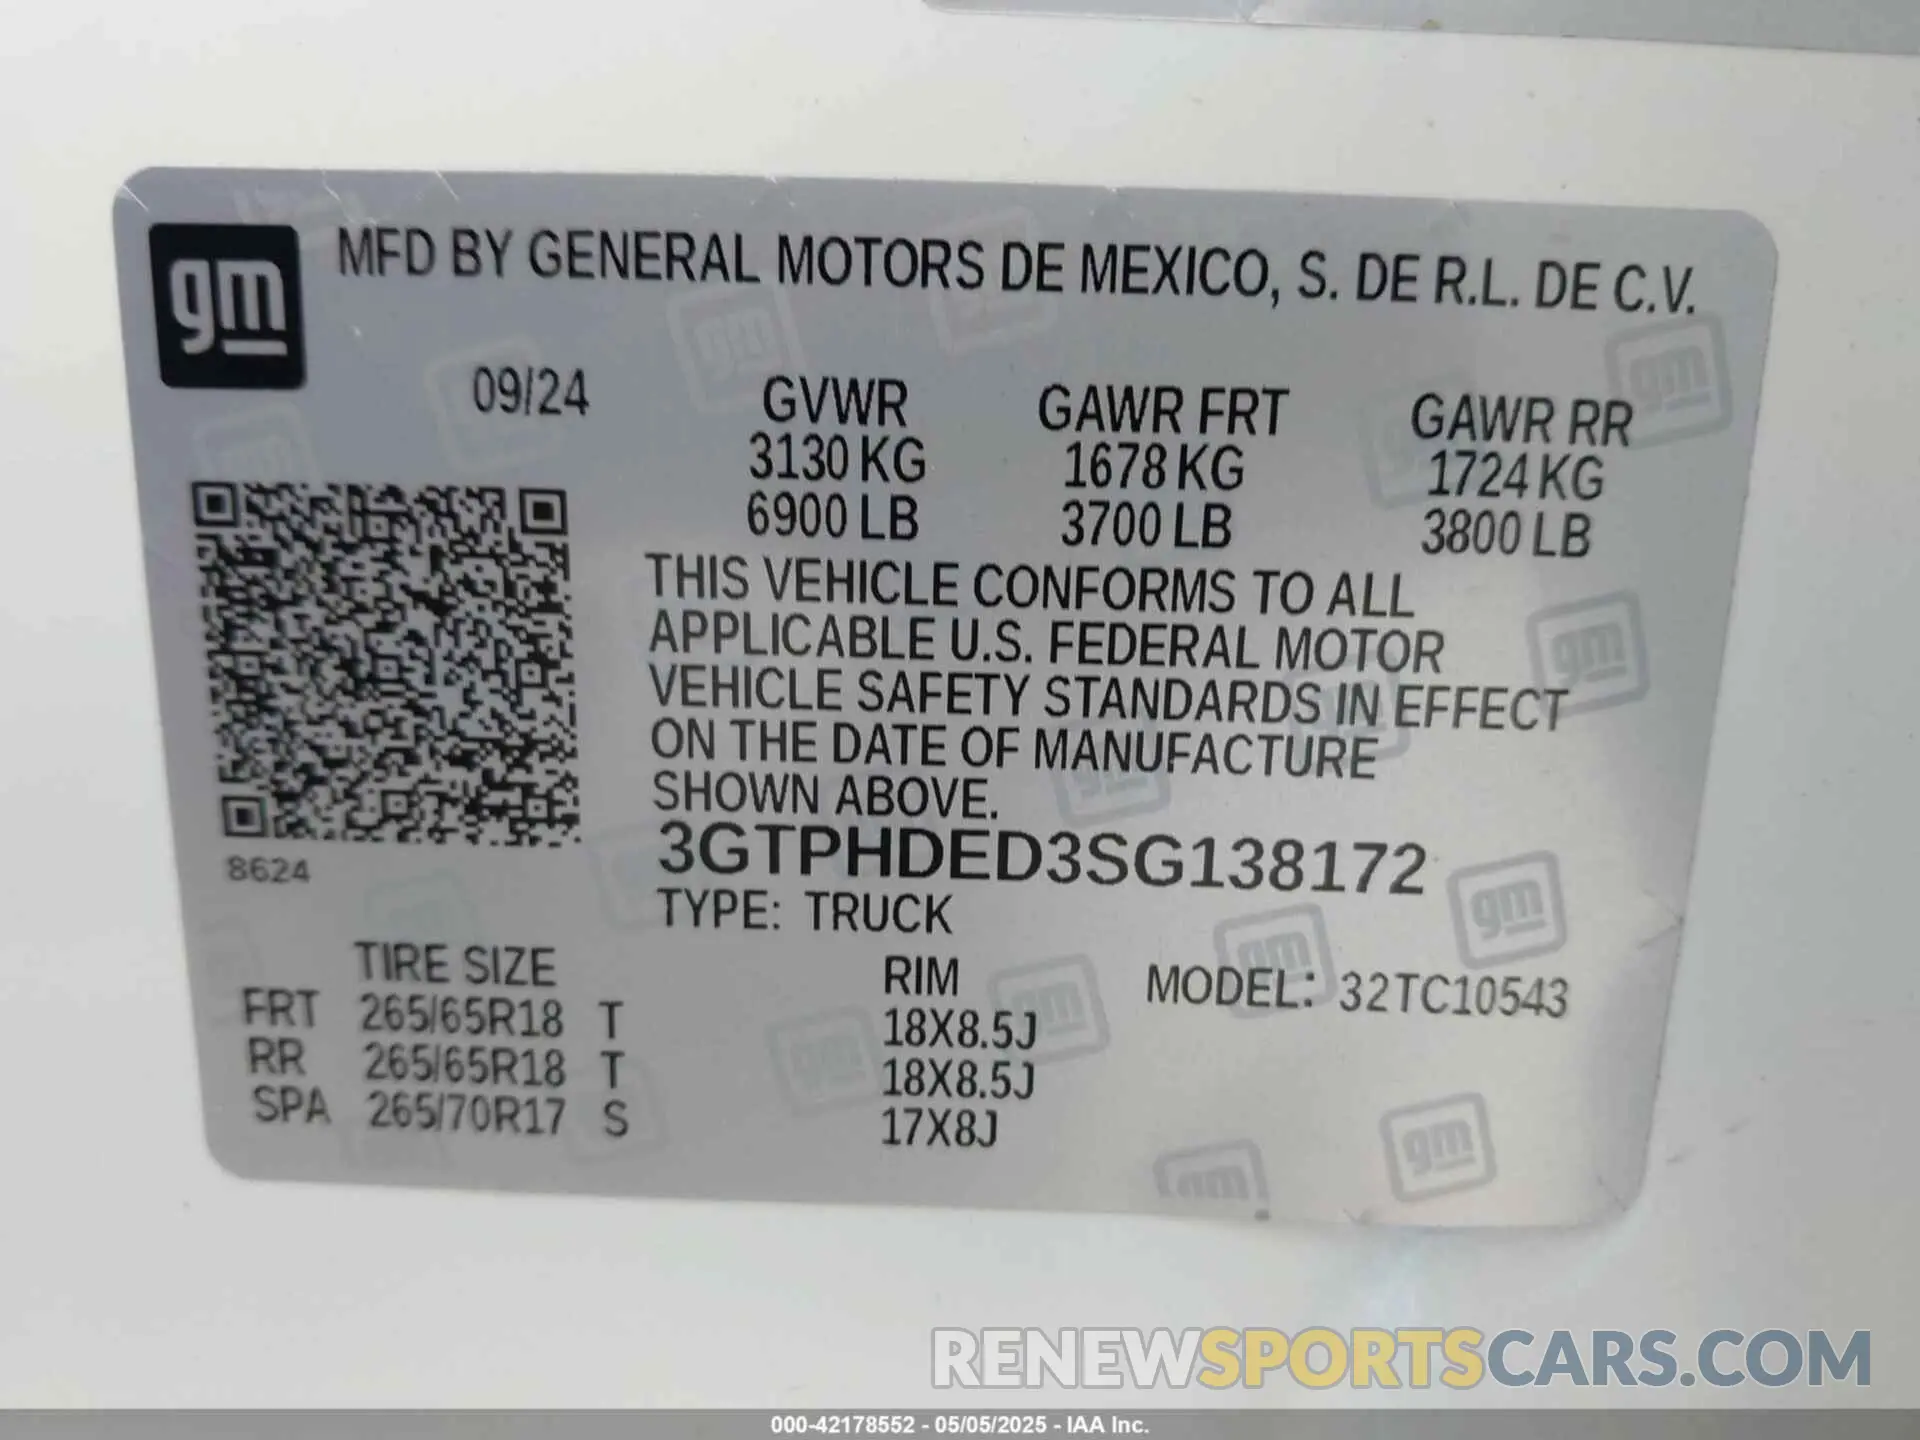 gm MFD BY GENERAL MOTORS DE MEXICO, S. DE R.L. DE C.V.
09/24 GVWR GAWR FRT GAWR RR
3130 KG 1678 KG 1724 KG
6900 LB 3700 LB 3800 LB
THIS VEHICLE CONFORMS TO ALL
APPLICABLE U.S. FEDERAL MOTOR
VEHICLE SAFETY STANDARDS IN EFFECT
ON THE DATE OF MANUFACTURE
SHOWN ABOVE.
8624 3GTPHDED3SG138172
TYPE: TRUCK
TIRE SIZE RIM MODEL: 32TC10543
FRT 265/65R18 T 18X8.5J
RR 265/65R18 T 18X8.5J
SPA 265/70R17 S 17X8J
RENEWSPORTSCARS.COM
000-42178552 - 05/05/2025 - IAA Inc.